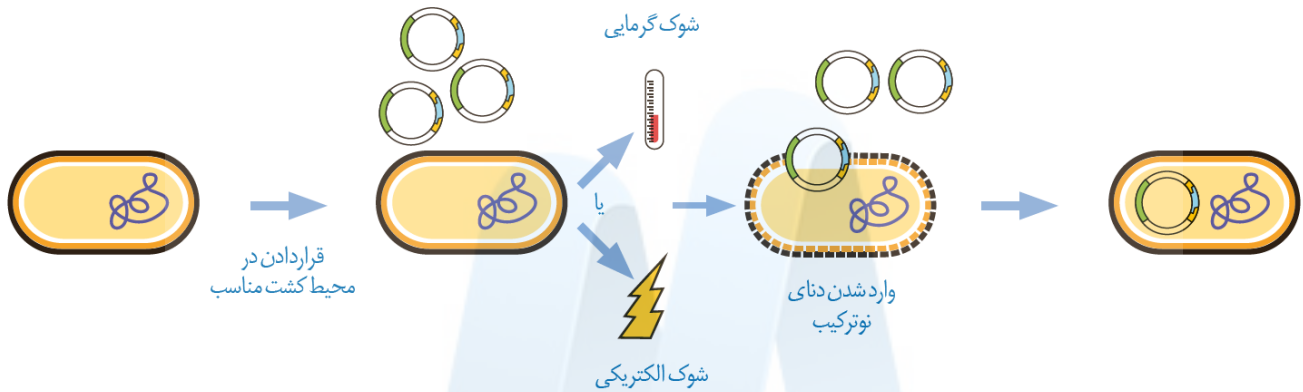 شوک گرمایی
یا
قراردادن در
محیط کشت مناسب
وارد شدن دنای
نوترکیب
شوک الکتریکی